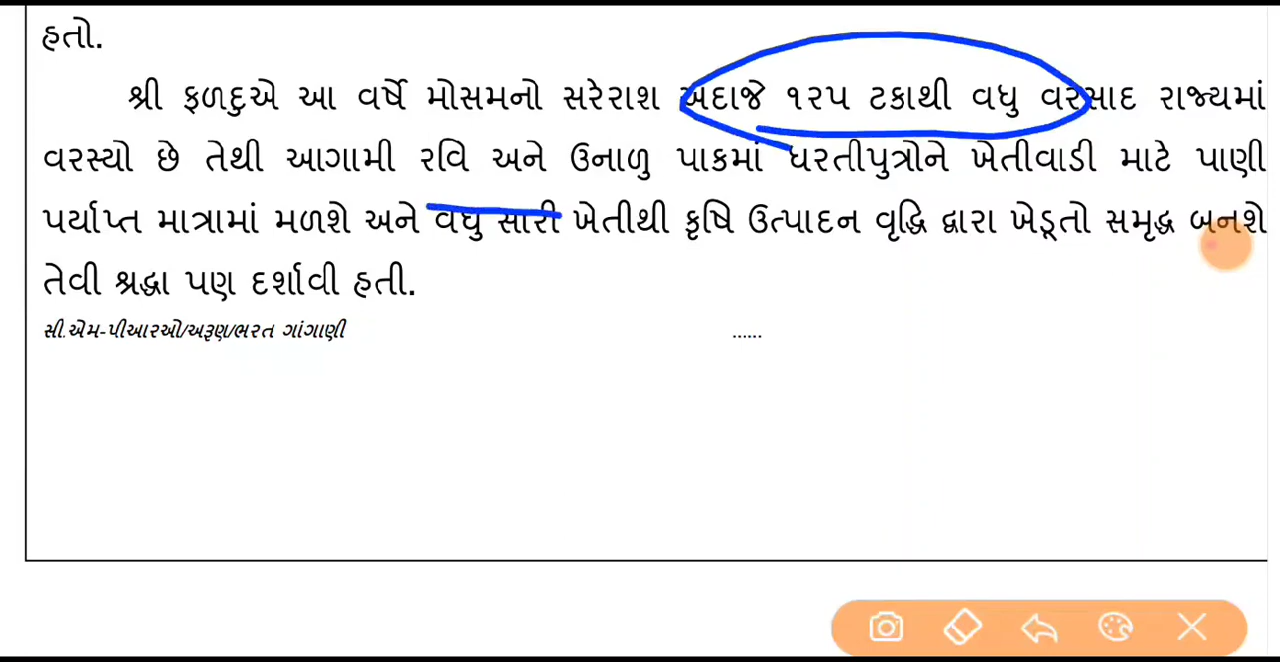 હતો.
શ્રી ફળદુએ આ વર્ષે મોસમનો સરેરાશ અંદાજે ૧૨૫ ટકાથી વધુ વરસાદ રાજ્યમાં
વરસ્યો છે તેથી આગામી રવિ અને ઉનાળુ પાકમાં ધરતીપુત્રોને ખેતીવાડી માટે પાણી
પર્યાપ્ત માત્રામાં મળશે અને વધુ સારી ખેતીથી કૃષિ ઉત્પાદન વૃદ્ધિ દ્વારા ખેડૂતો સમૃદ્ધ બનશે
તેવી શ્રદ્ધા પણ દર્શાવી હતી.
સી.એમ-પીઆરઓ/અરૂણ/ભરત ગાંગાણી ......